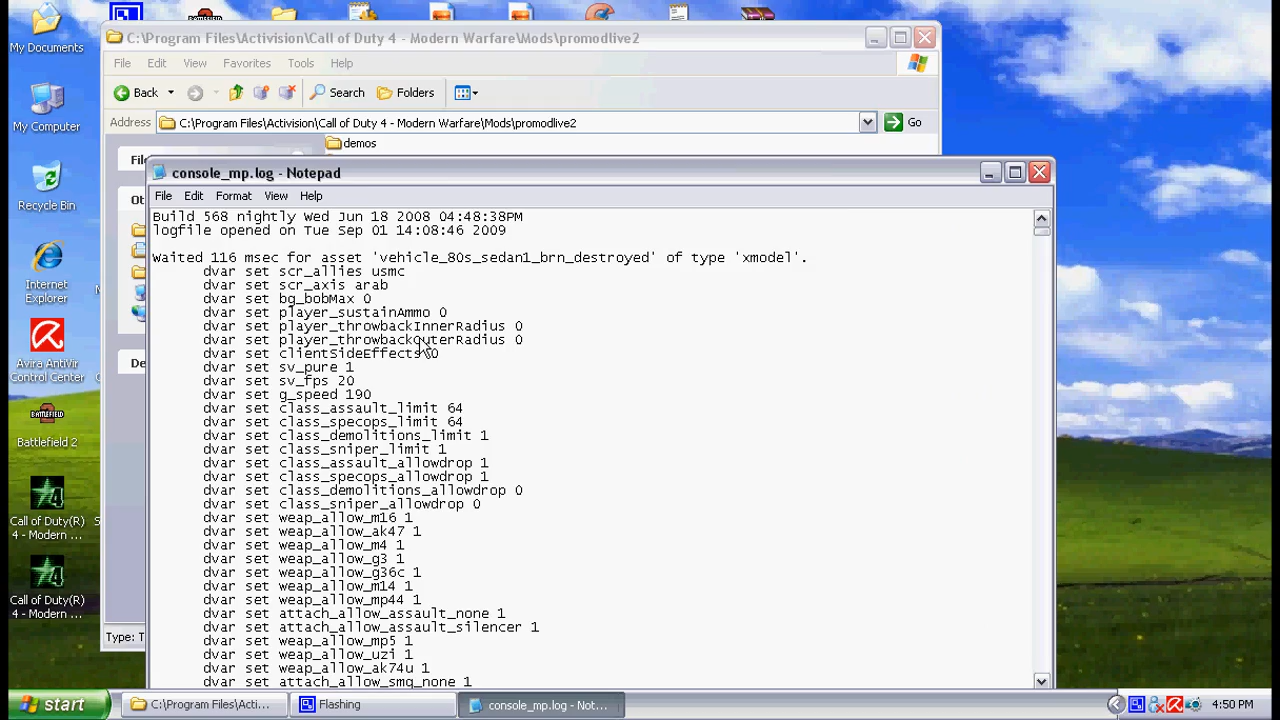 My Documents
My Computer
Recycle Bin
Internet
Explorer
Avira AntiVir
Control Center
Battlefield 2
Call of Duty(R)
4 - Modern ...
Call of Duty(R)
4 - Modern ...
C:\Program Files\Activision\Call of Duty 4 - Modern Warfare\Mods\promodlive2
File Edit View Favorites Tools Help
Back Search Folders
Address C:\Program Files\Activision\Call of Duty 4 - Modern Warfare\Mods\promodlive2 Go
demos
console_mp.log - Notepad
File Edit Format View Help
Build 568 nightly Wed Jun 18 2008 04:48:38PM
logfile opened on Tue Sep 01 14:08:46 2009
waited 116 msec for asset 'vehicle_80s_sedan1_brn_destroyed' of type 'xmodel'.
dvar set scr_allies usmc
dvar set scr_axis arab
dvar set bg_bobMax 0
dvar set player_sustainAmmo 0
dvar set player_throwbackInnerRadius 0
dvar set player_throwbackOuterRadius 0
dvar set clientSideEffects 0
dvar set sv_pure 1
dvar set sv_fps 20
dvar set g_speed 190
dvar set class_assault_limit 64
dvar set class_specops_limit 64
dvar set class_demolitions_limit 1
dvar set class_sniper_limit 1
dvar set class_assault_allowdrop 1
dvar set class_specops_allowdrop 1
dvar set class_demolitions_allowdrop 0
dvar set class_sniper_allowdrop 0
dvar set weap_allow_m16 1
dvar set weap_allow_ak47 1
dvar set weap_allow_m4 1
dvar set weap_allow_g3 1
dvar set weap_allow_g36c 1
dvar set weap_allow_m14 1
dvar set weap_allow_mp44 1
dvar set attach_allow_assault_none 1
dvar set attach_allow_assault_silencer 1
dvar set weap_allow_mp5 1
dvar set weap_allow_uzi 1
dvar set weap_allow_ak74u 1
dvar set attach_allow_smg_none 1
start C:\Program Files\Acti... Flashing console_mp.log - Not... 4:50 PM